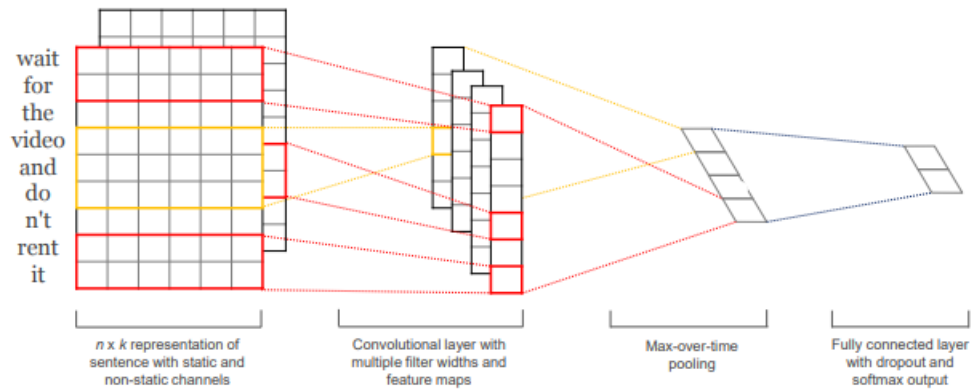 wait
for
the
video
and
do
n't
rent
it
n x k representation of
sentence with static and
non-static channels
Convolutional layer with
multiple filter widths and
feature maps
Max-over-time
pooling
Fully connected layer
with dropout and
softmax output